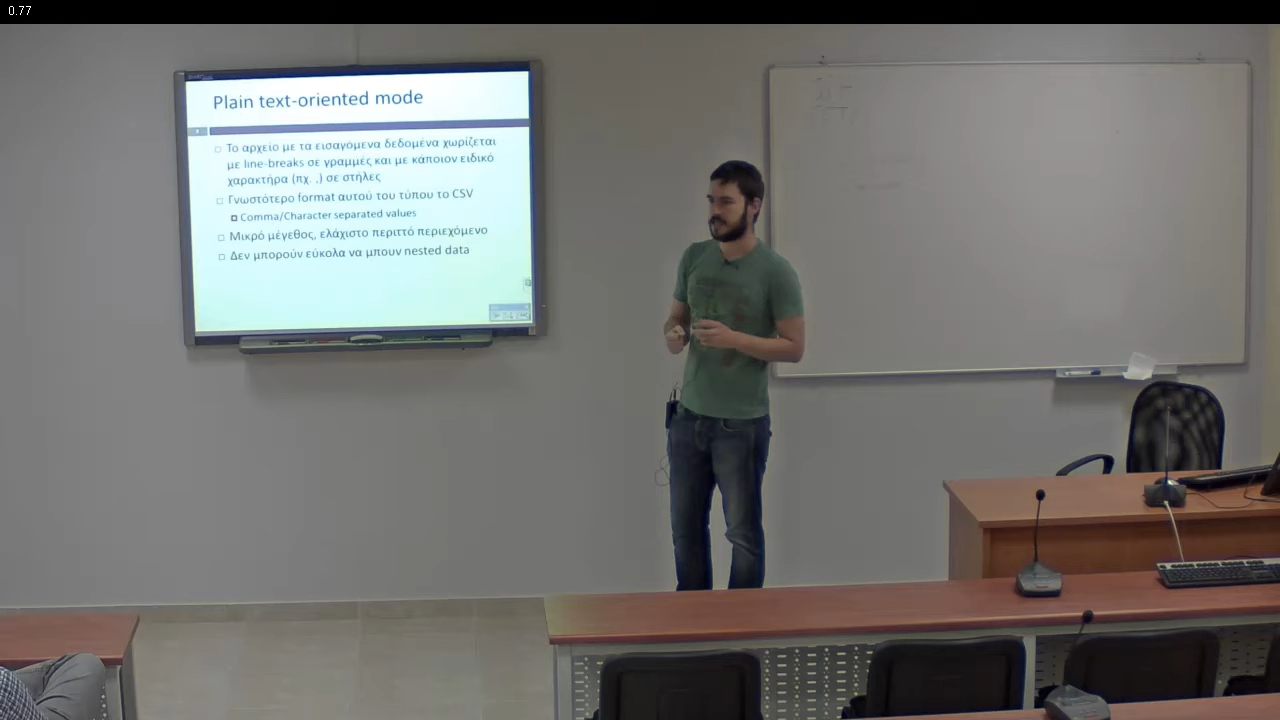 0.77
Plain text-oriented mode
Το αρχείο με τα εισαγόμενα δεδομένα χωρίζεται
με line-breaks σε γραμμές και με κάποιον ειδικό
χαρακτήρα (πχ. ,) σε στήλες
Γνωστότερο format αυτού του τύπου το CSV
Comma/Character separated values
Μικρό μέγεθος, ελάχιστο περιττό περιεχόμενο
Δεν μπορούν εύκολα να μπουν nested data